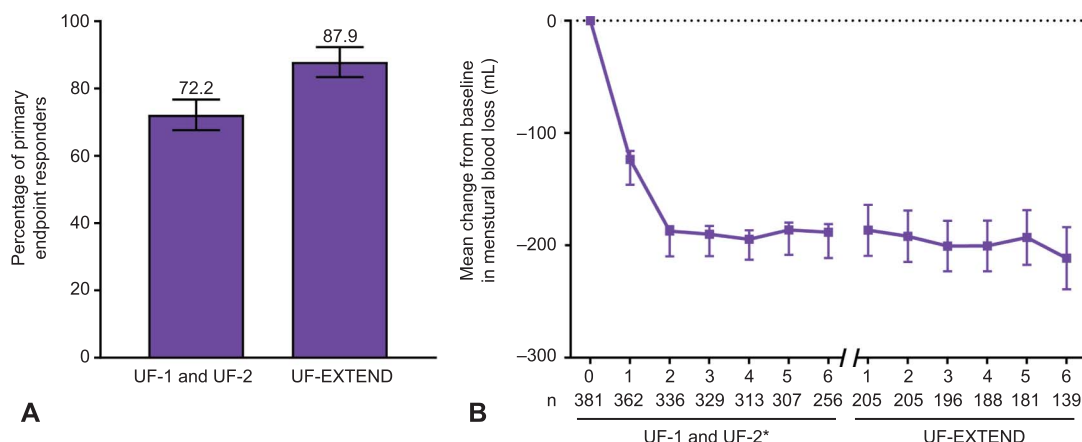 100
80
60
40
20
0
Percentage of primary
endpoint responders
72.2
87.9
UF-1 and UF-2
UF-EXTEND
A
0
–100
–200
–300
Mean change from baseline
in menstural blood loss (mL)
0 1 2 3 4 5 6 1 2 3 4 5 6
n 381 362 336 329 313 307 256 205 205 196 188 181 139
UF-1 and UF-2* UF-EXTEND
B